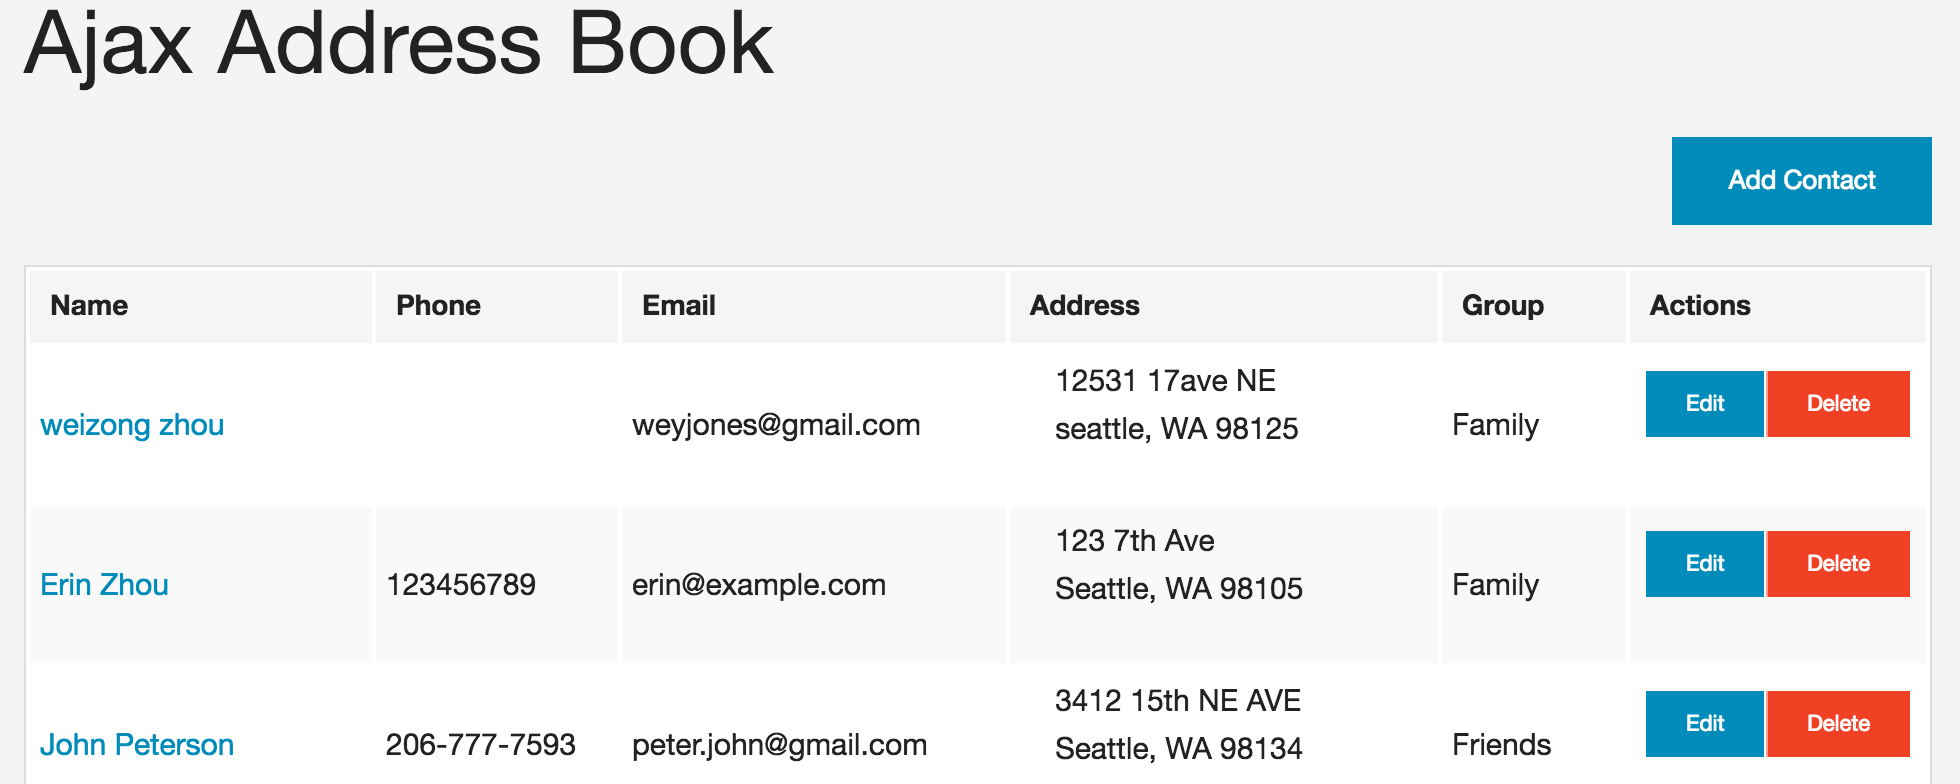 Ajax Address Book
Add Contact
Name Phone Email Address Group Actions
weizong zhou weyjones@gmail.com 12531 17ave NE Family Edit Delete
seattle, WA 98125
Erin Zhou 123456789 erin@example.com 123 7th Ave Family Edit Delete
Seattle, WA 98105
John Peterson 206-777-7593 peter.john@gmail.com 3412 15th NE AVE Friends Edit Delete
Seattle, WA 98134